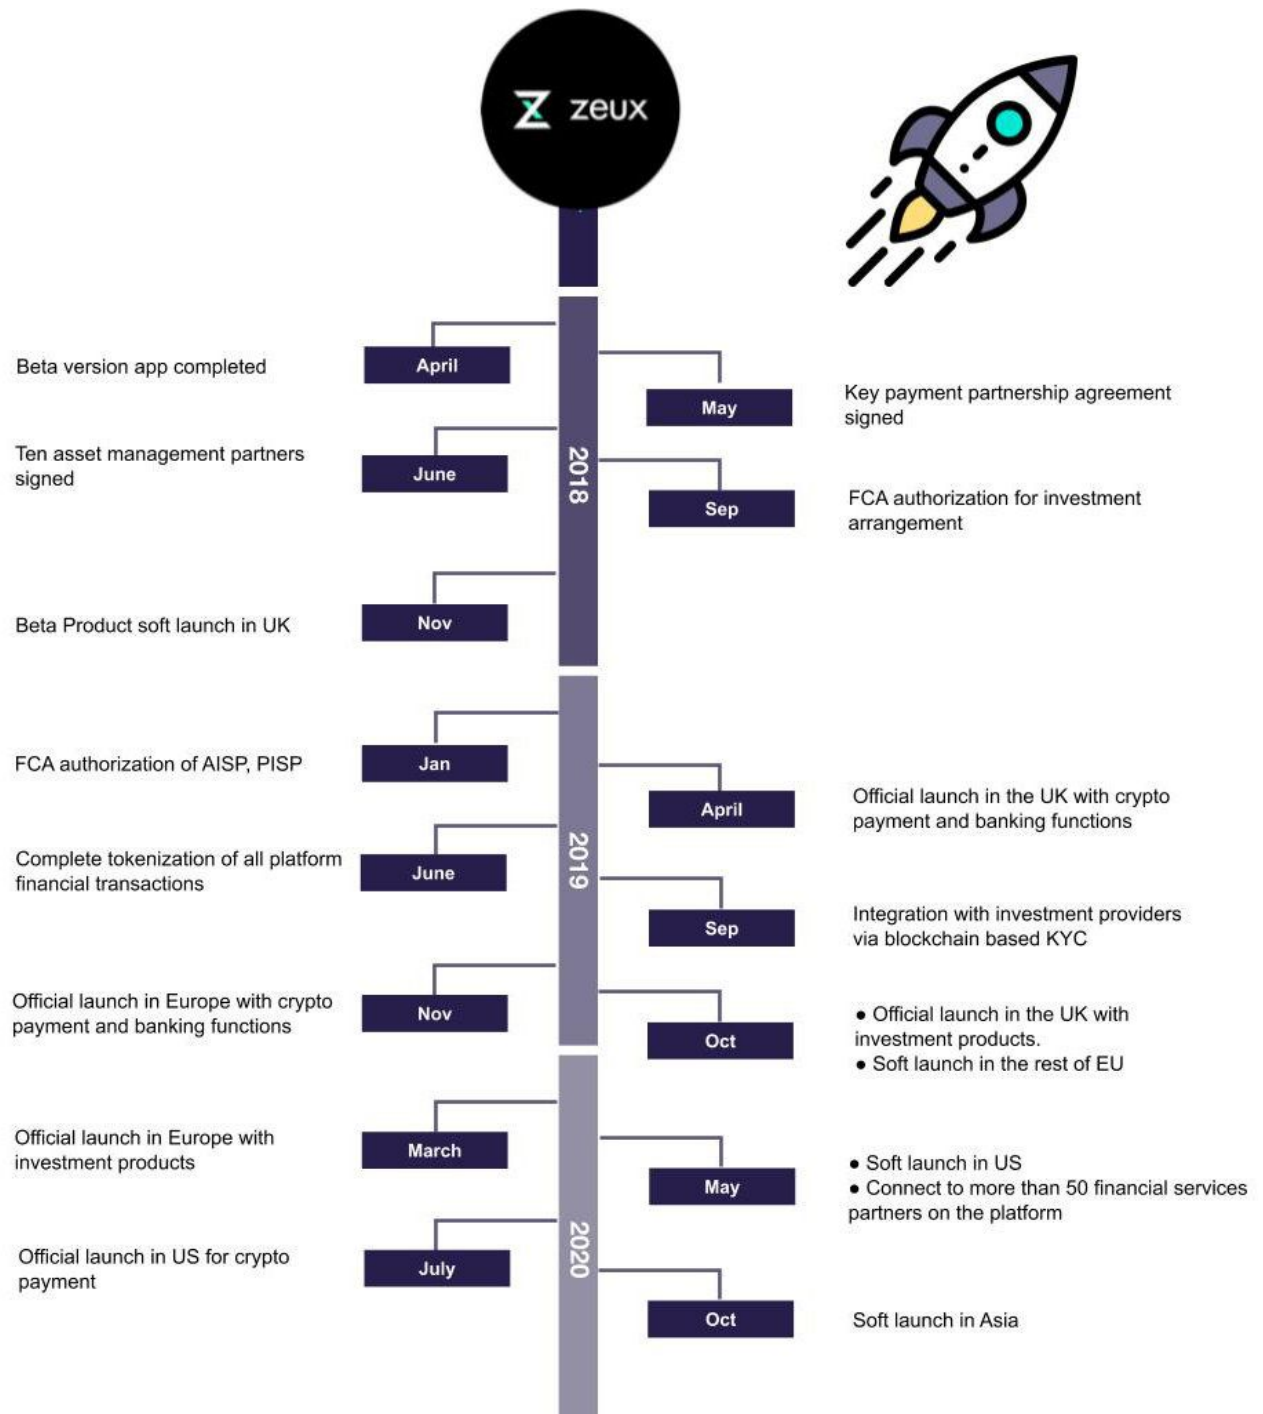 zeux
2018
Beta version app completed
April
May
Key payment partnership agreement
signed
Ten asset management partners
signed
June
Sep
FCA authorization for investment
arrangement
Beta Product soft launch in UK
Nov
2019
FCA authorization of AISP, PISP
Jan
April
Official launch in the UK with crypto
payment and banking functions
Complete tokenization of all platform
financial transactions
June
Sep
Integration with investment providers
via blockchain based KYC
Official launch in Europe with crypto
payment and banking functions
Nov
Oct
● Official launch in the UK with
investment products.
● Soft launch in the rest of EU
2020
Official launch in Europe with
investment products
March
May
● Soft launch in US
● Connect to more than 50 financial services
partners on the platform
Official launch in US for crypto
payment
July
Oct
Soft launch in Asia